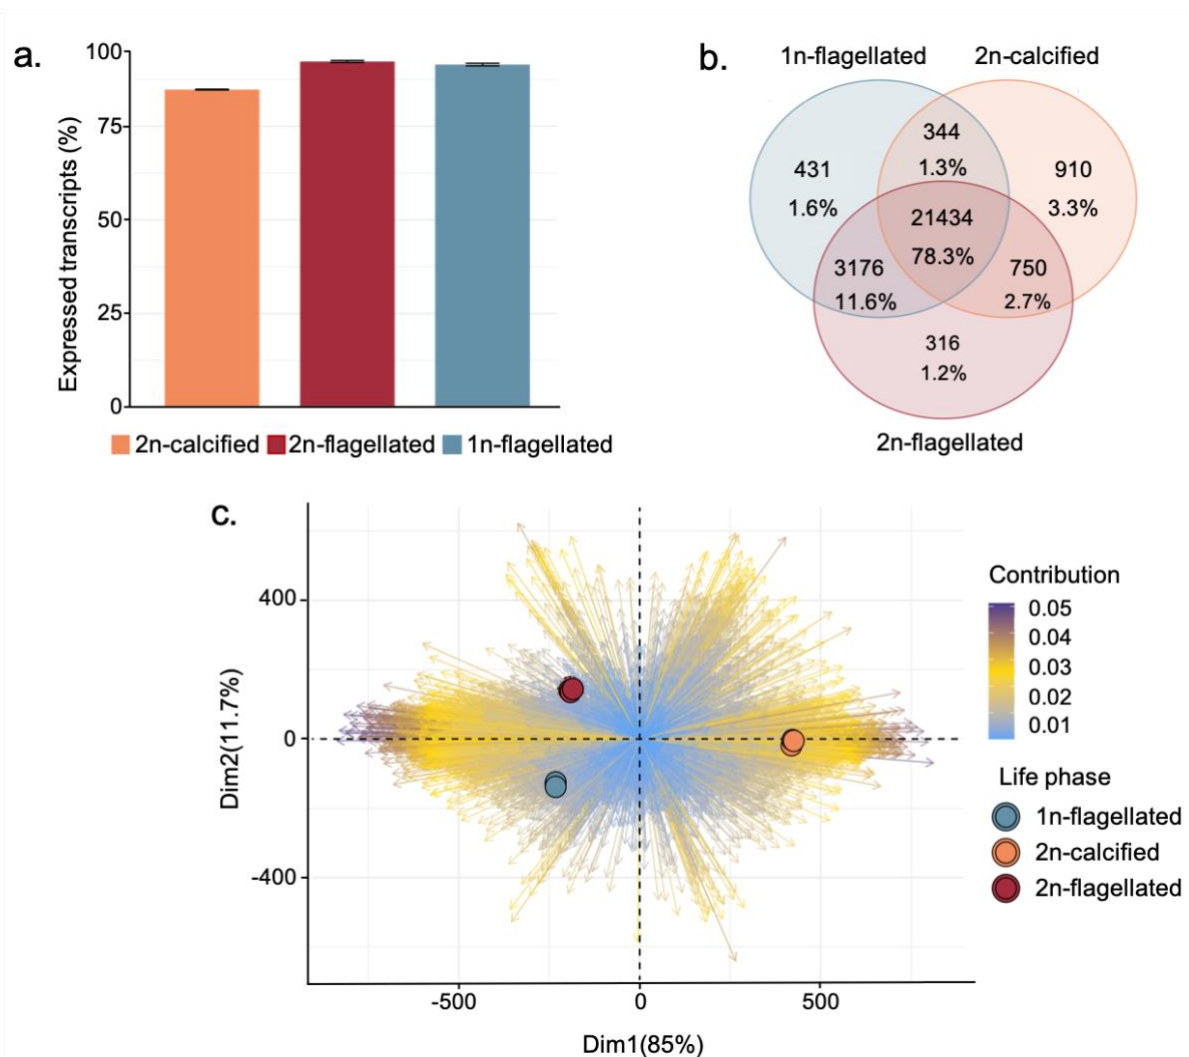 a.
Expressed transcripts (%)
100
75
50
25
0
2n-calcified 2n-flagellated 1n-flagellated
b.
1n-flagellated 2n-calcified
344
1.3%
431
1.6%
910
3.3%
21434
78.3%
3176
11.6%
750
2.7%
316
1.2%
2n-flagellated
c.
Dim2(11.7%)
400
0
-400
-500 0 500
Dim1(85%)
Contribution
0.05
0.04
0.03
0.02
0.01
Life phase
1n-flagellated
2n-calcified
2n-flagellated